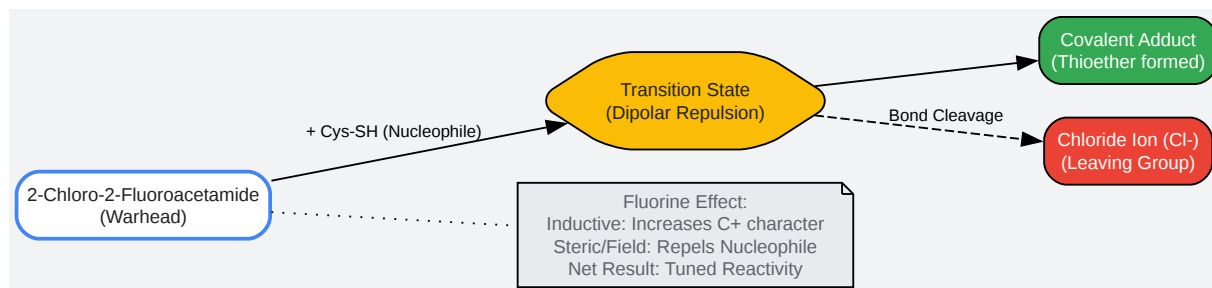 2-Chloro-2-Fluoroacetamide
(Warhead)
+ Cys-SH (Nucleophile)
Transition State
(Dipolar Repulsion)
Covalent Adduct
(Thioether formed)
Bond Cleavage
Chloride Ion (Cl-)
(Leaving Group)
Fluorine Effect:
Inductive: Increases C+ character
Steric/Field: Repels Nucleophile
Net Result: Tuned Reactivity